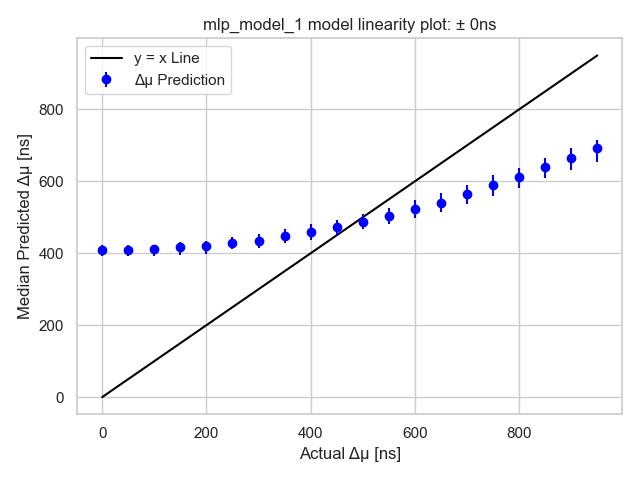 mlp_model_1 model linearity plot: ± 0ns
y = x Line
Δμ Prediction
Median Predicted Δμ [ns]
800
600
400
200
0
0 200 400 600 800
Actual Δμ [ns]